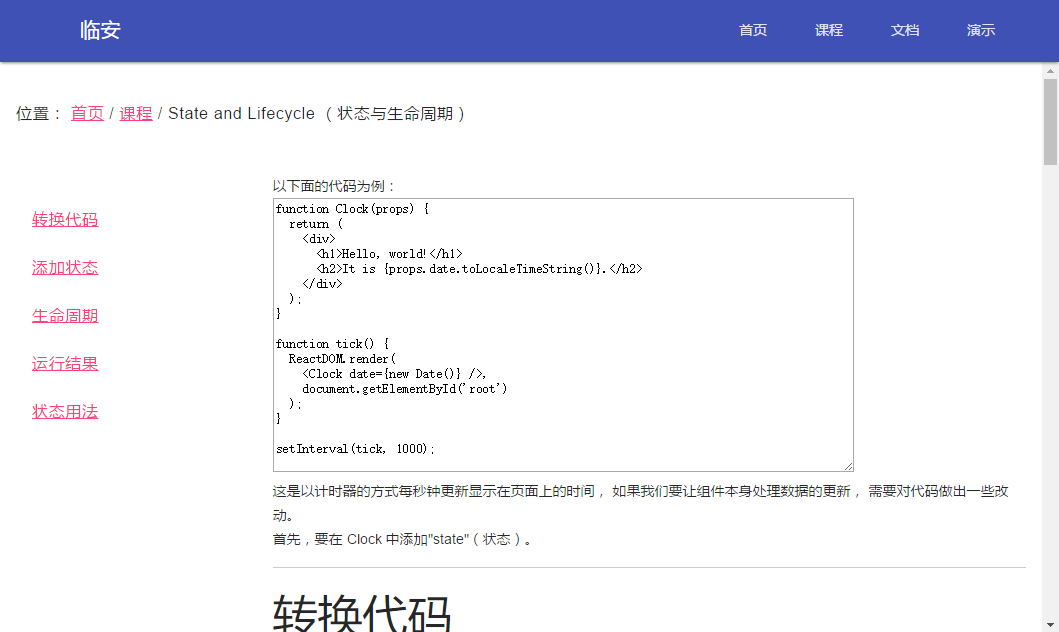 临安
首页 课程 文档 演示
位置： 首页 / 课程 / State and Lifecycle （状态与生命周期）
转换代码
添加状态
生命周期
运行结果
状态用法
以下面的代码为例：
function Clock(props) {
  return (
    <div>
      <h1>Hello, world!</h1>
      <h2>It is {props.date.toLocaleTimeString()}.</h2>
    </div>
  );
}

function tick() {
  ReactDOM.render(
    <Clock date={new Date()} />,
    document.getElementById('root')
  );
}

setInterval(tick, 1000);
这是以计时器的方式每秒钟更新显示在页面上的时间， 如果我们要让组件本身处理数据的更新， 需要对代码做出一些改
动。
首先，要在 Clock 中添加"state"（状态）。
转换代码